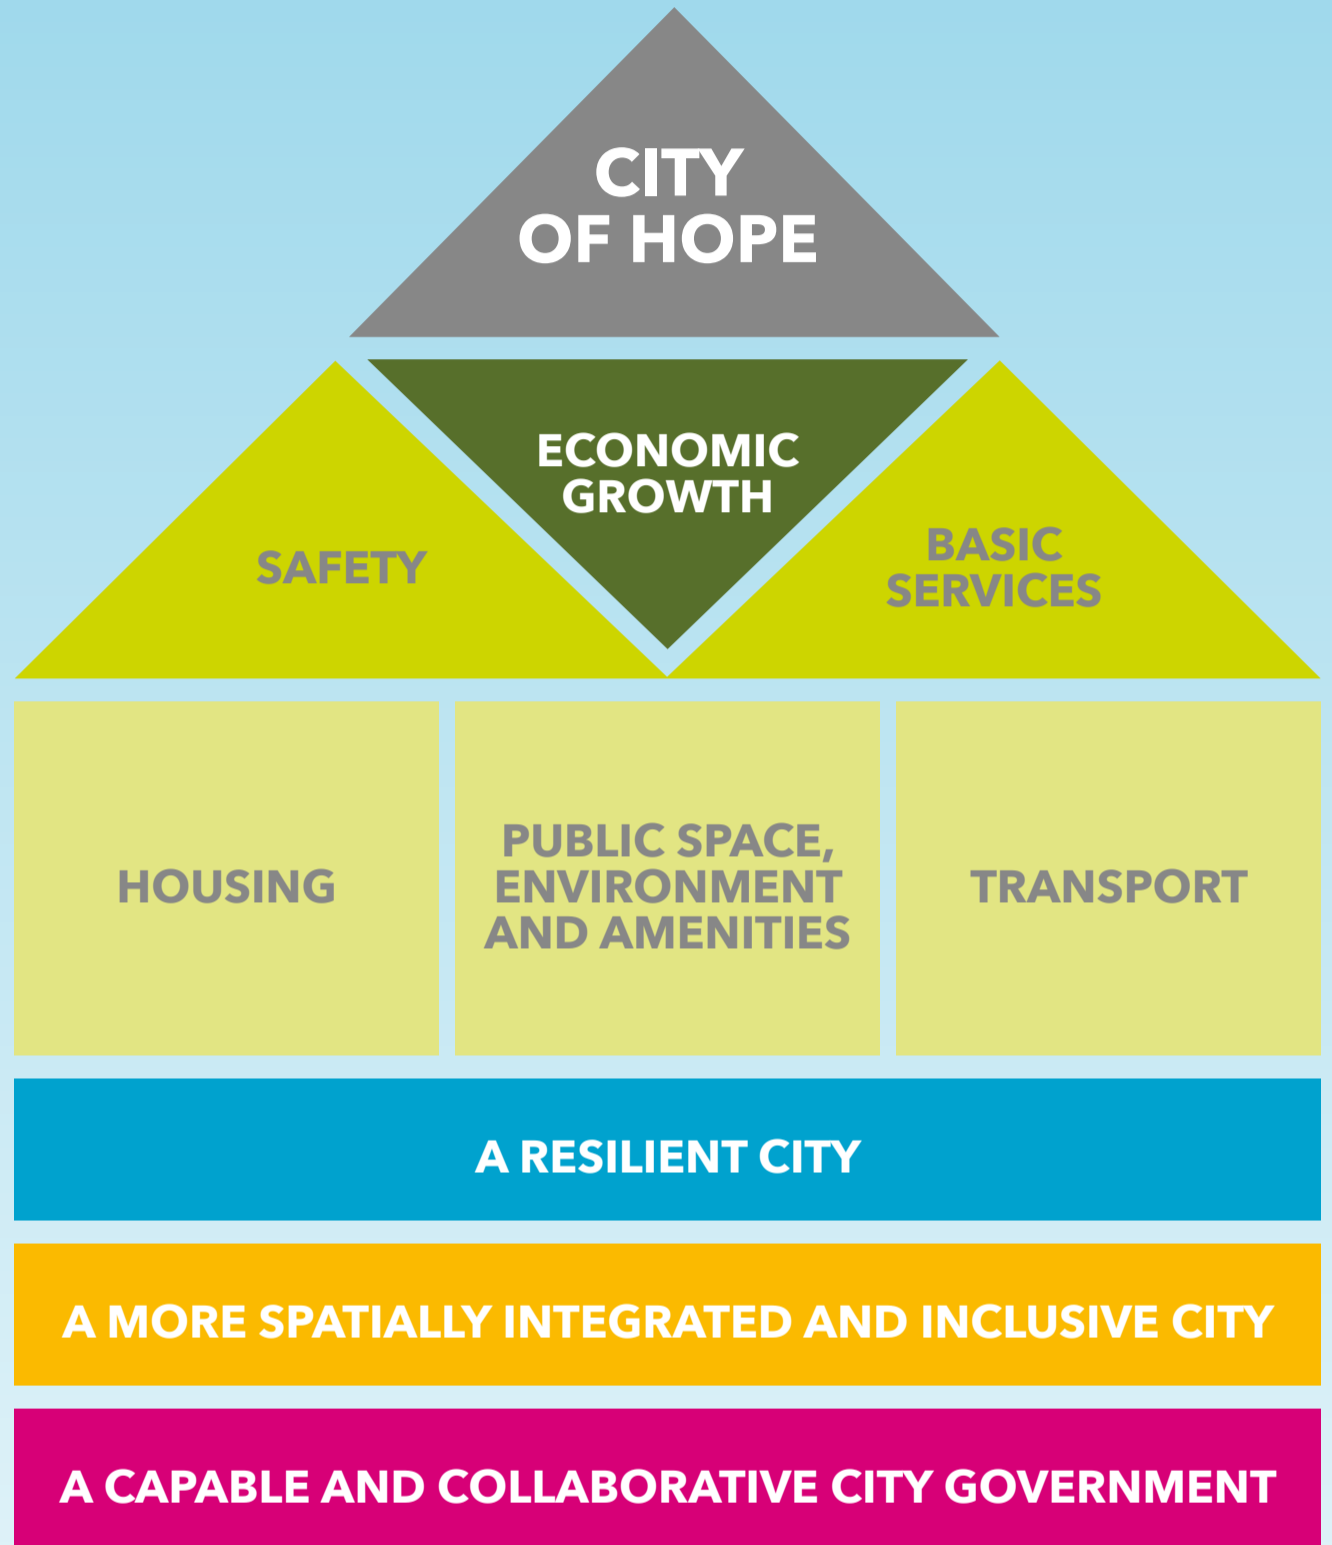 CITY
OF HOPE
ECONOMIC
GROWTH
SAFETY
BASIC
SERVICES
HOUSING
PUBLIC SPACE,
ENVIRONMENT
AND AMENITIES
TRANSPORT
A RESILIENT CITY
A MORE SPATIALLY INTEGRATED AND INCLUSIVE CITY
A CAPABLE AND COLLABORATIVE CITY GOVERNMENT